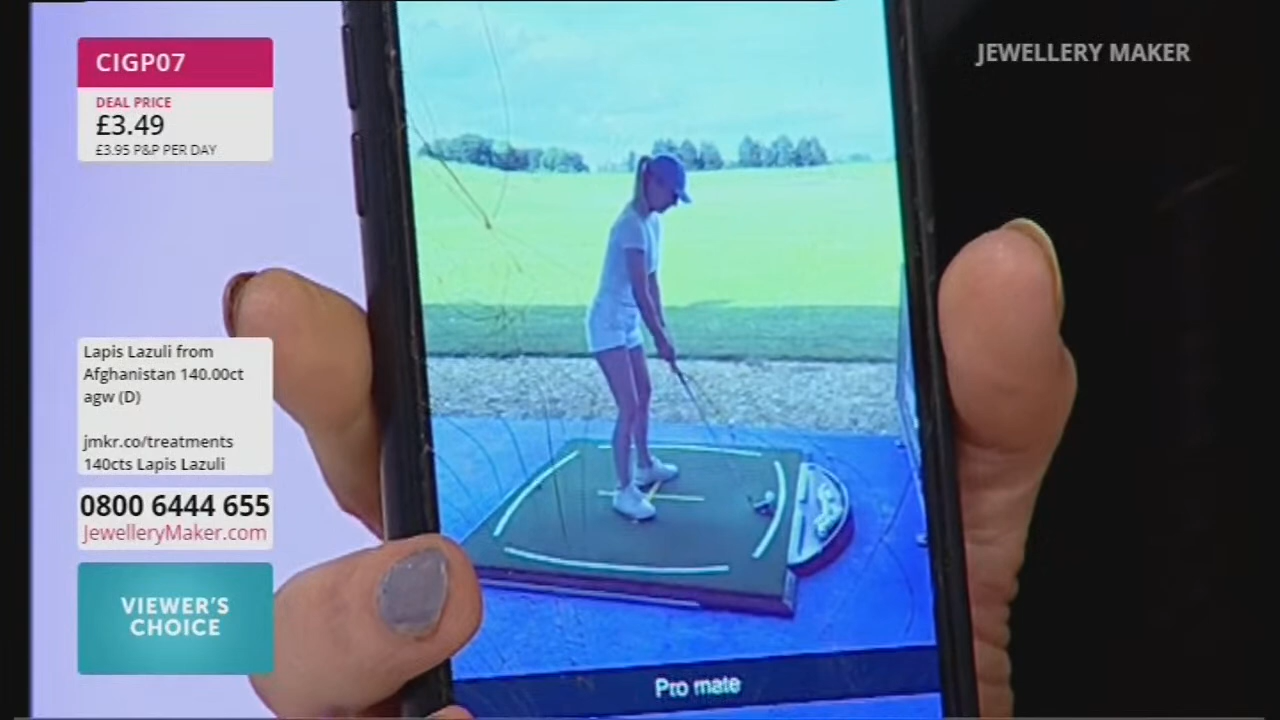 CIGP07
DEAL PRICE
£3.49
£3.95 P&P PER DAY
JEWELLERY MAKER
Lapis Lazuli from
Afghanistan 140.00ct
agw (D)
jmkr.co/treatments
140cts Lapis Lazuli
0800 6444 655
JewelleryMaker.com
VIEWER'S
CHOICE
Pro mate